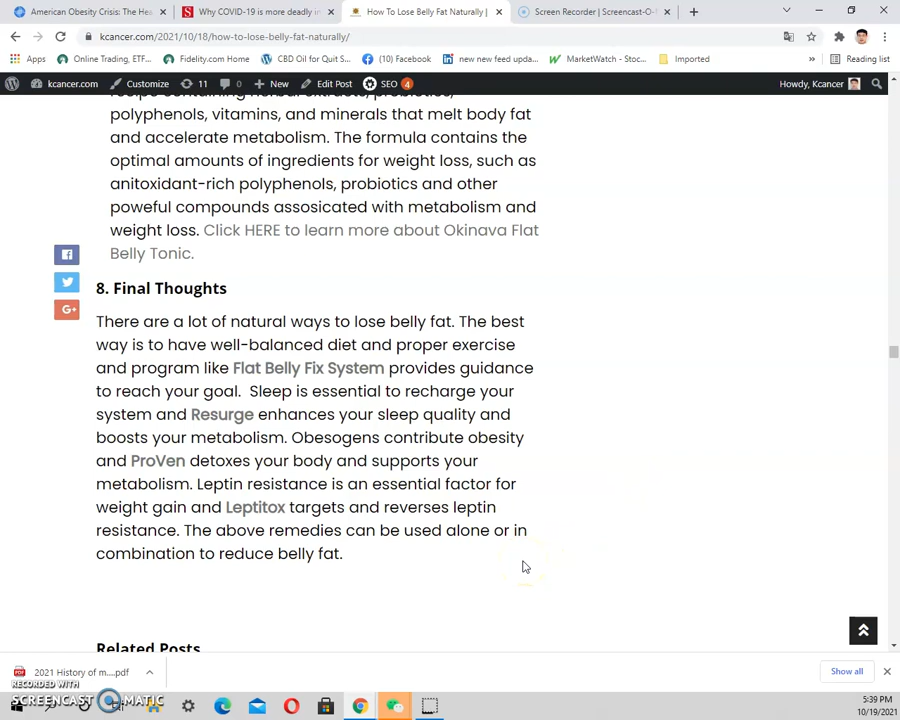 American Obesity Crisis: The Hea
Why COVID-19 is more deadly in
How To Lose Belly Fat Naturally |
Screen Recorder | Screencast-O-
kcancer.com/2021/10/18/how-to-lose-belly-fat-naturally/
Apps
Online Trading, ETF...
Fidelity.com Home
CBD Oil for Quit S...
(10) Facebook
new new feed upda...
MarketWatch - Stoc...
Imported
Reading list
kcancer.com
Customize
11
New
Edit Post
SEO 4
Howdy, Kcancer
polyphenols, vitamins, and minerals that melt body fat
and accelerate metabolism. The formula contains the
optimal amounts of ingredients for weight loss, such as
anitoxidant-rich polyphenols, probiotics and other
poweful compounds assosicated with metabolism and
weight loss. Click HERE to learn more about Okinava Flat
Belly Tonic.
8. Final Thoughts
There are a lot of natural ways to lose belly fat. The best
way is to have well-balanced diet and proper exercise
and program like Flat Belly Fix System provides guidance
to reach your goal. Sleep is essential to recharge your
system and Resurge enhances your sleep quality and
boosts your metabolism. Obesogens contribute obesity
and ProVen detoxes your body and supports your
metabolism. Leptin resistance is an essential factor for
weight gain and Leptitox targets and reverses leptin
resistance. The above remedies can be used alone or in
combination to reduce belly fat.
Related Posts
2021 History of m....pdf
Show all
RECORDED WITH
SCREENCAST MATIC
5:39 PM
10/19/2021